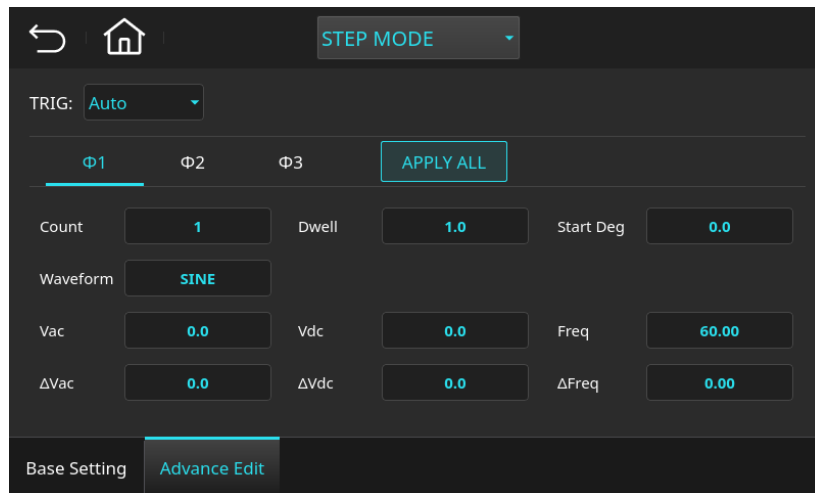 STEP MODE
TRIG: Auto
Φ1 Φ2 Φ3 APPLY ALL
Count 1 Dwell 1.0 Start Deg 0.0
Waveform SINE
Vac 0.0 Vdc 0.0 Freq 60.00
ΔVac 0.0 ΔVdc 0.0 ΔFreq 0.00
Base Setting Advance Edit